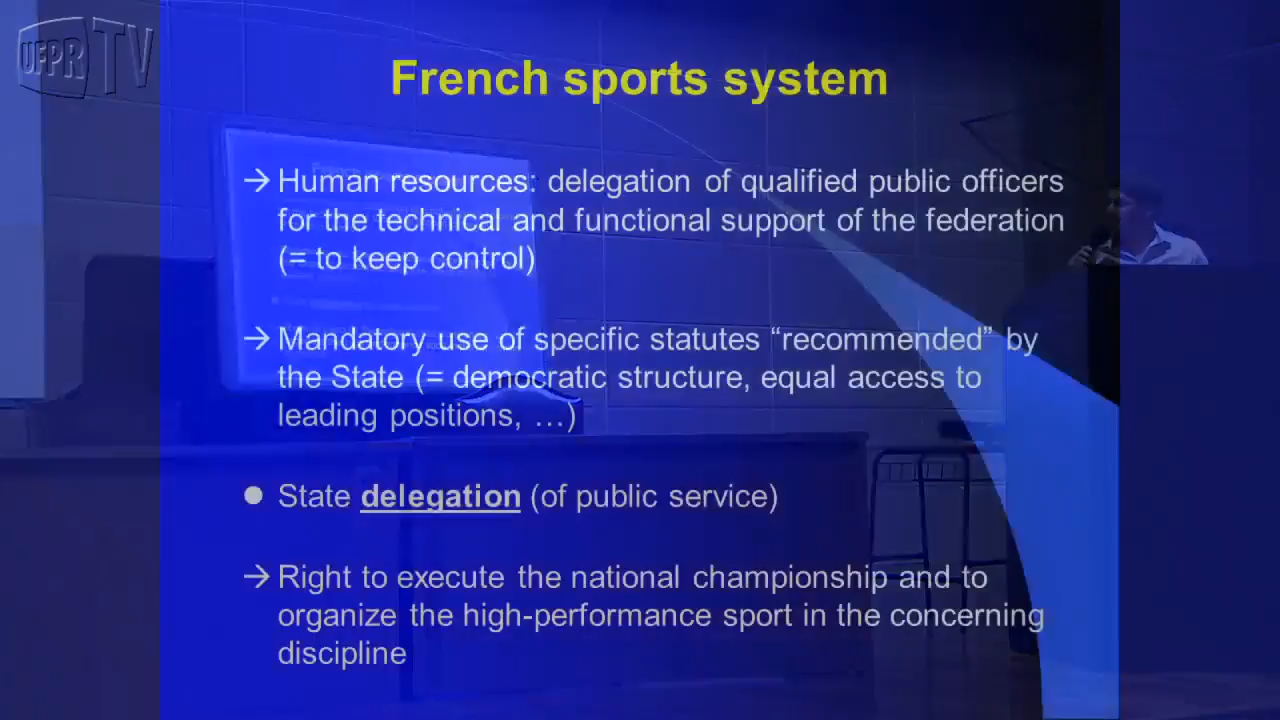 UFPR TV
French sports system
→ Human resources: delegation of qualified public officers
for the technical and functional support of the federation
(= to keep control)
→ Mandatory use of specific statutes “recommended” by
the State (= democratic structure, equal access to
leading positions, …)
● State delegation (of public service)
→ Right to execute the national championship and to
organize the high-performance sport in the concerning
discipline